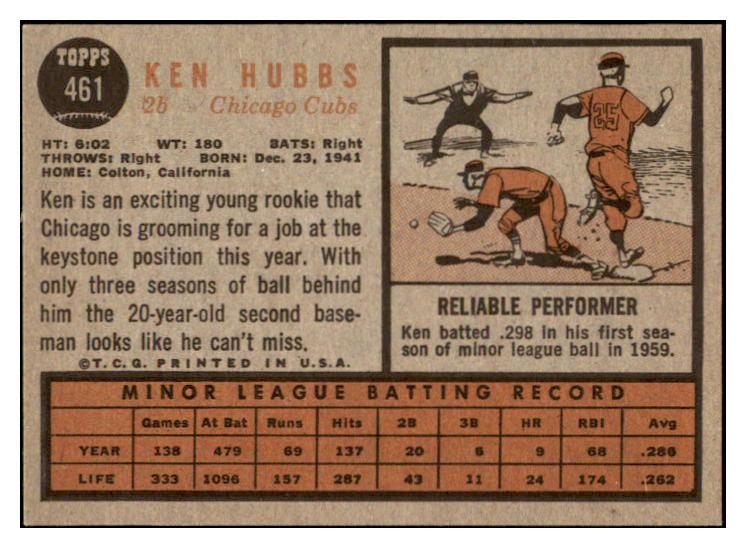 TOPPS
461
KEN HUBBS
2b Chicago Cubs
HT: 6:02 WT: 180 BATS: Right
THROWS: Right BORN: Dec. 23, 1941
HOME: Colton, California
Ken is an exciting young rookie that
Chicago is grooming for a job at the
keystone position this year. With
only three seasons of ball behind
him the 20-year-old second base-
man looks like he can't miss.
©T.C.G. PRINTED IN U.S.A.
25
RELIABLE PERFORMER
Ken batted .298 in his first sea-
son of minor league ball in 1959.
MINOR LEAGUE BATTING RECORD
Games At Bat Runs Hits 2B 3B HR RBI Avg
YEAR 138 479 69 137 20 6 9 68 .286
LIFE 333 1096 157 287 43 11 24 174 .262